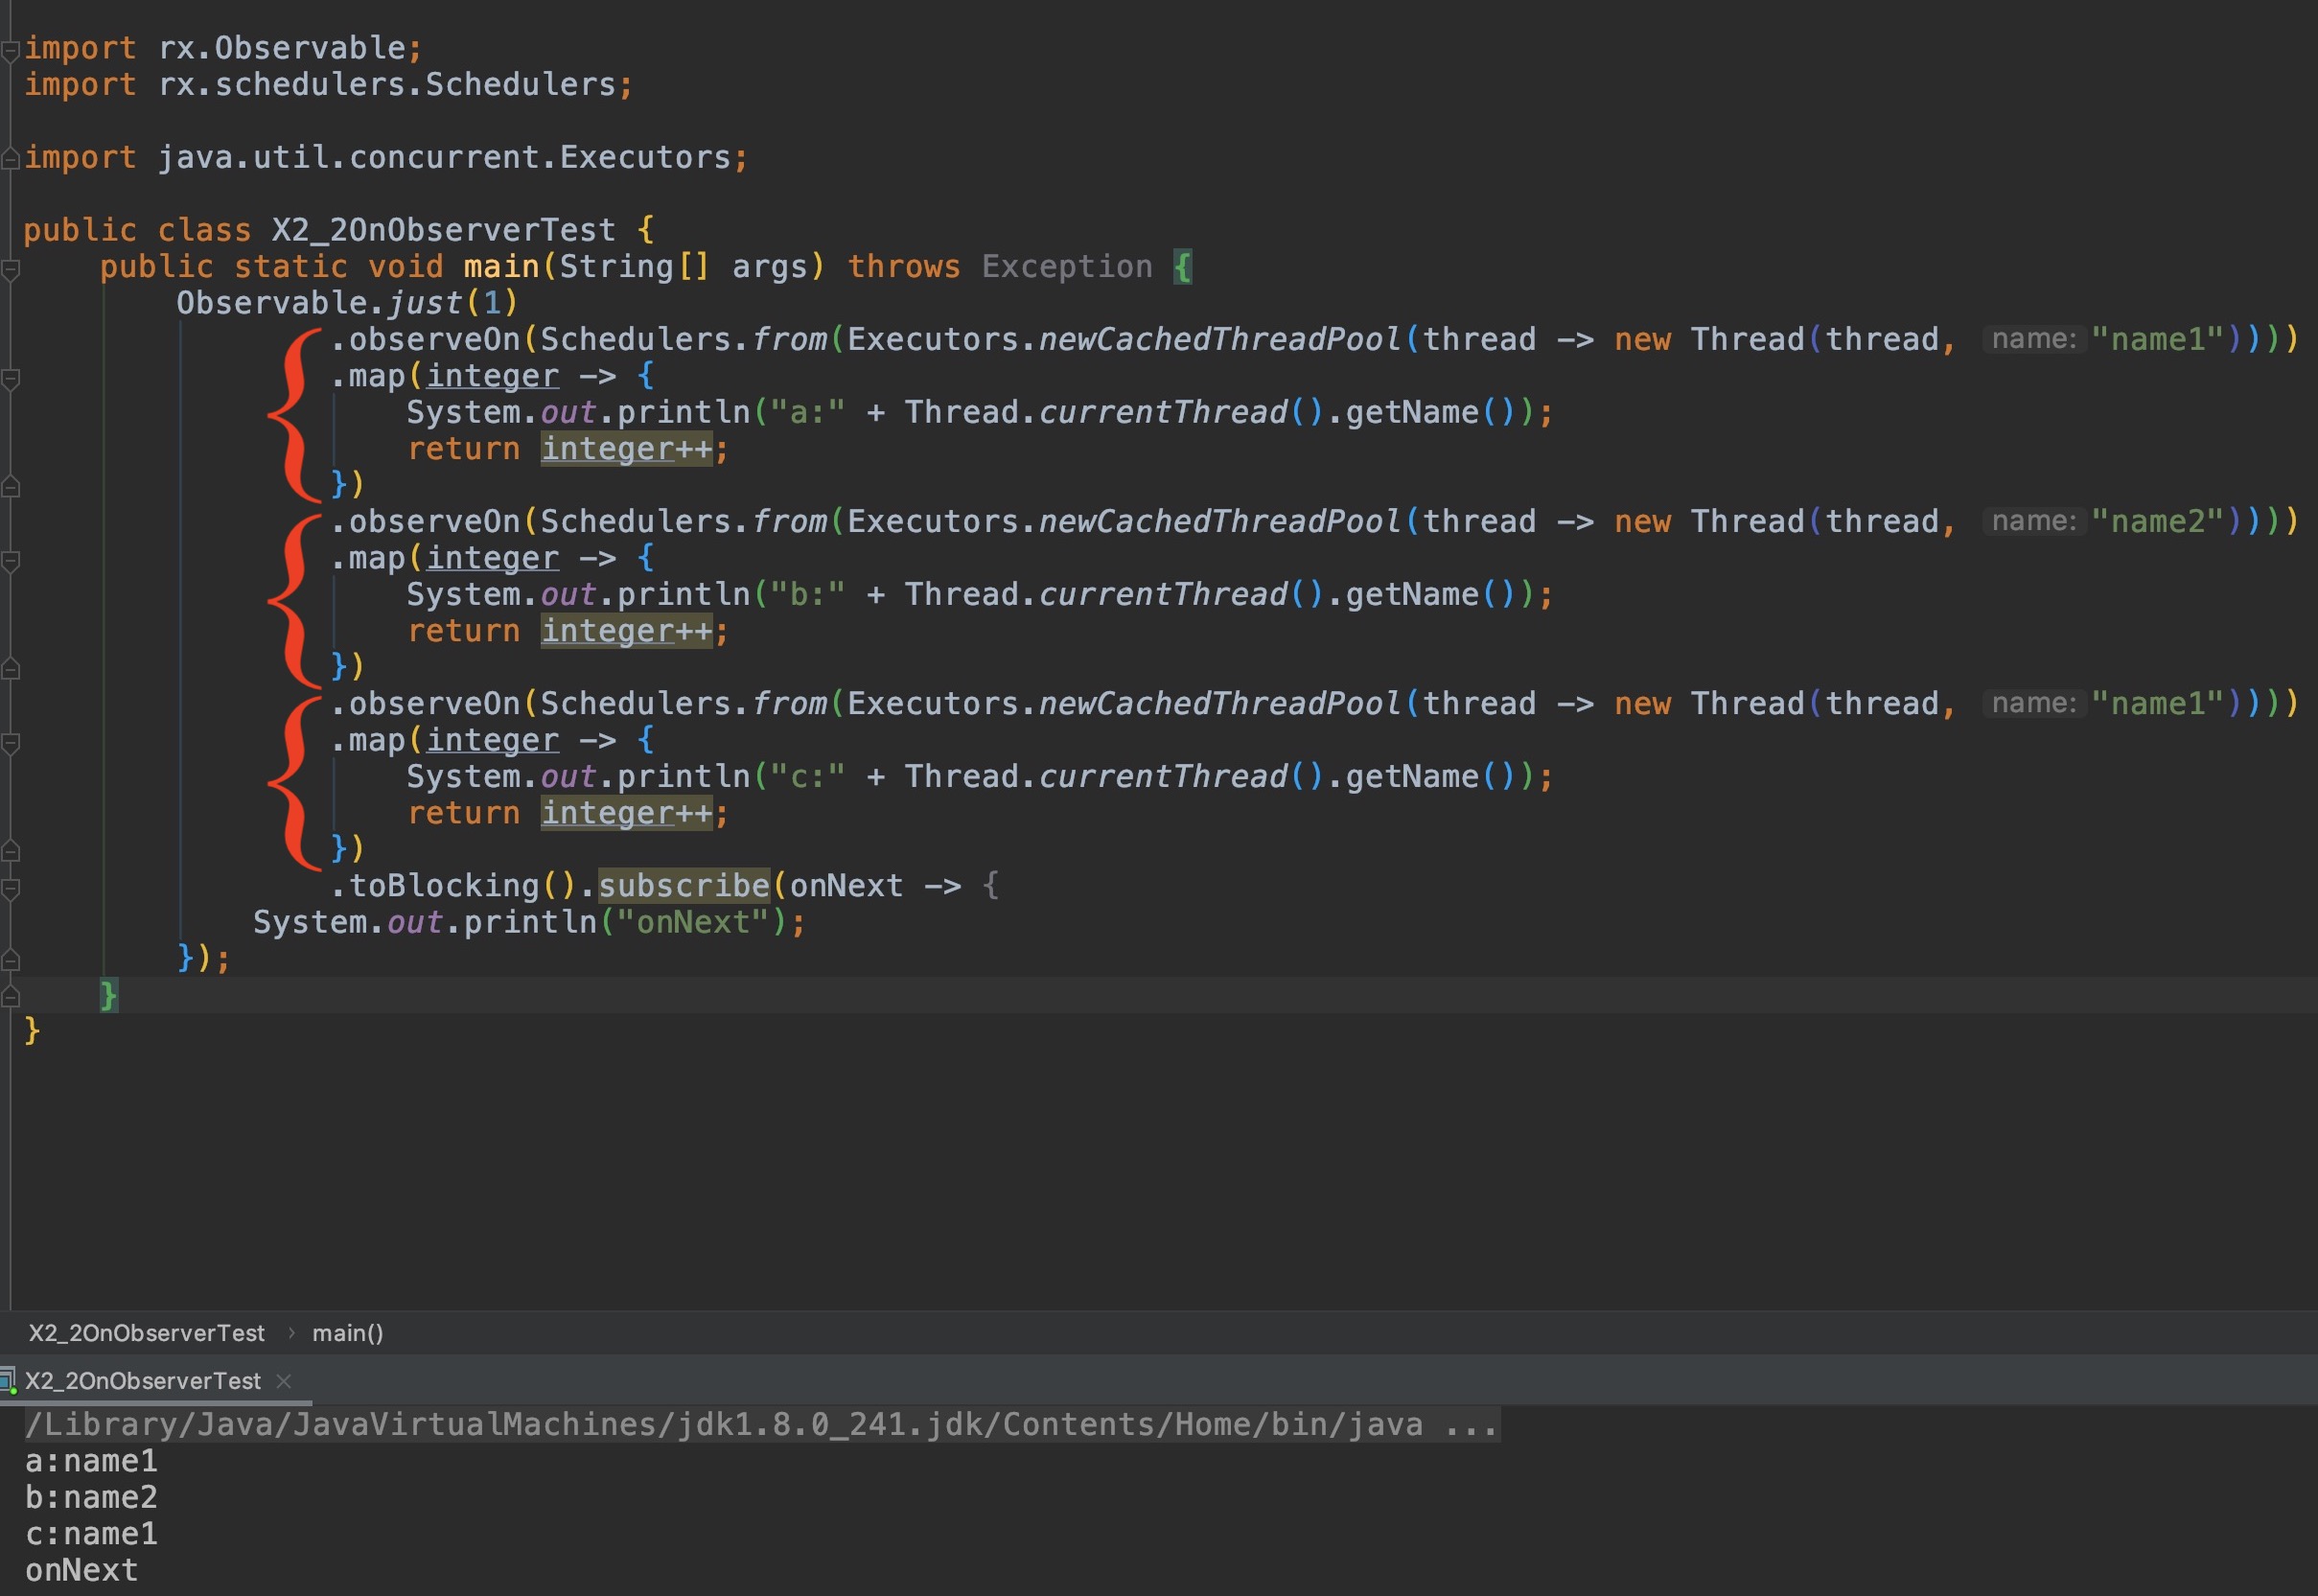 import rx.Observable;
import rx.schedulers.Schedulers;
import java.util.concurrent.Executors;
public class X2_2OnObserverTest {
public static void main(String[] args) throws Exception {
Observable.just(1)
.observeOn(Schedulers.from(Executors.newCachedThreadPool(thread -> new Thread(thread, name: "name1"))))
.map(integer -> {
System.out.println("a:" + Thread.currentThread().getName());
return integer++;
})
.observeOn(Schedulers.from(Executors.newCachedThreadPool(thread -> new Thread(thread, name: "name2"))))
.map(integer -> {
System.out.println("b:" + Thread.currentThread().getName());
return integer++;
})
.observeOn(Schedulers.from(Executors.newCachedThreadPool(thread -> new Thread(thread, name: "name1"))))
.map(integer -> {
System.out.println("c:" + Thread.currentThread().getName());
return integer++;
})
.toBlocking().subscribe(onNext -> {
System.out.println("onNext");
});
}
}
X2_2OnObserverTest › main()
X2_2OnObserverTest ×
/Library/Java/JavaVirtualMachines/jdk1.8.0_241.jdk/Contents/Home/bin/java ...
a:name1
b:name2
c:name1
onNext